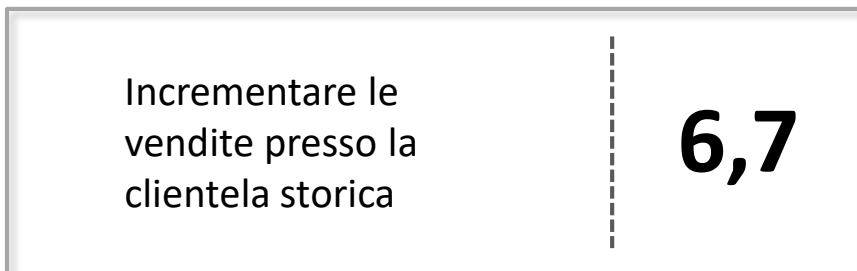 Incrementare le
vendite presso la
clientela storica
6,7